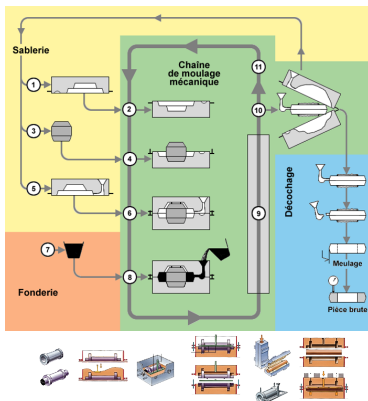 Sablerie
Chaîne
de moulage
mécanique
11
1
2
10
3
4
5
6
9
Décochage
7
8
Fonderie
Meulage
Pièce brute